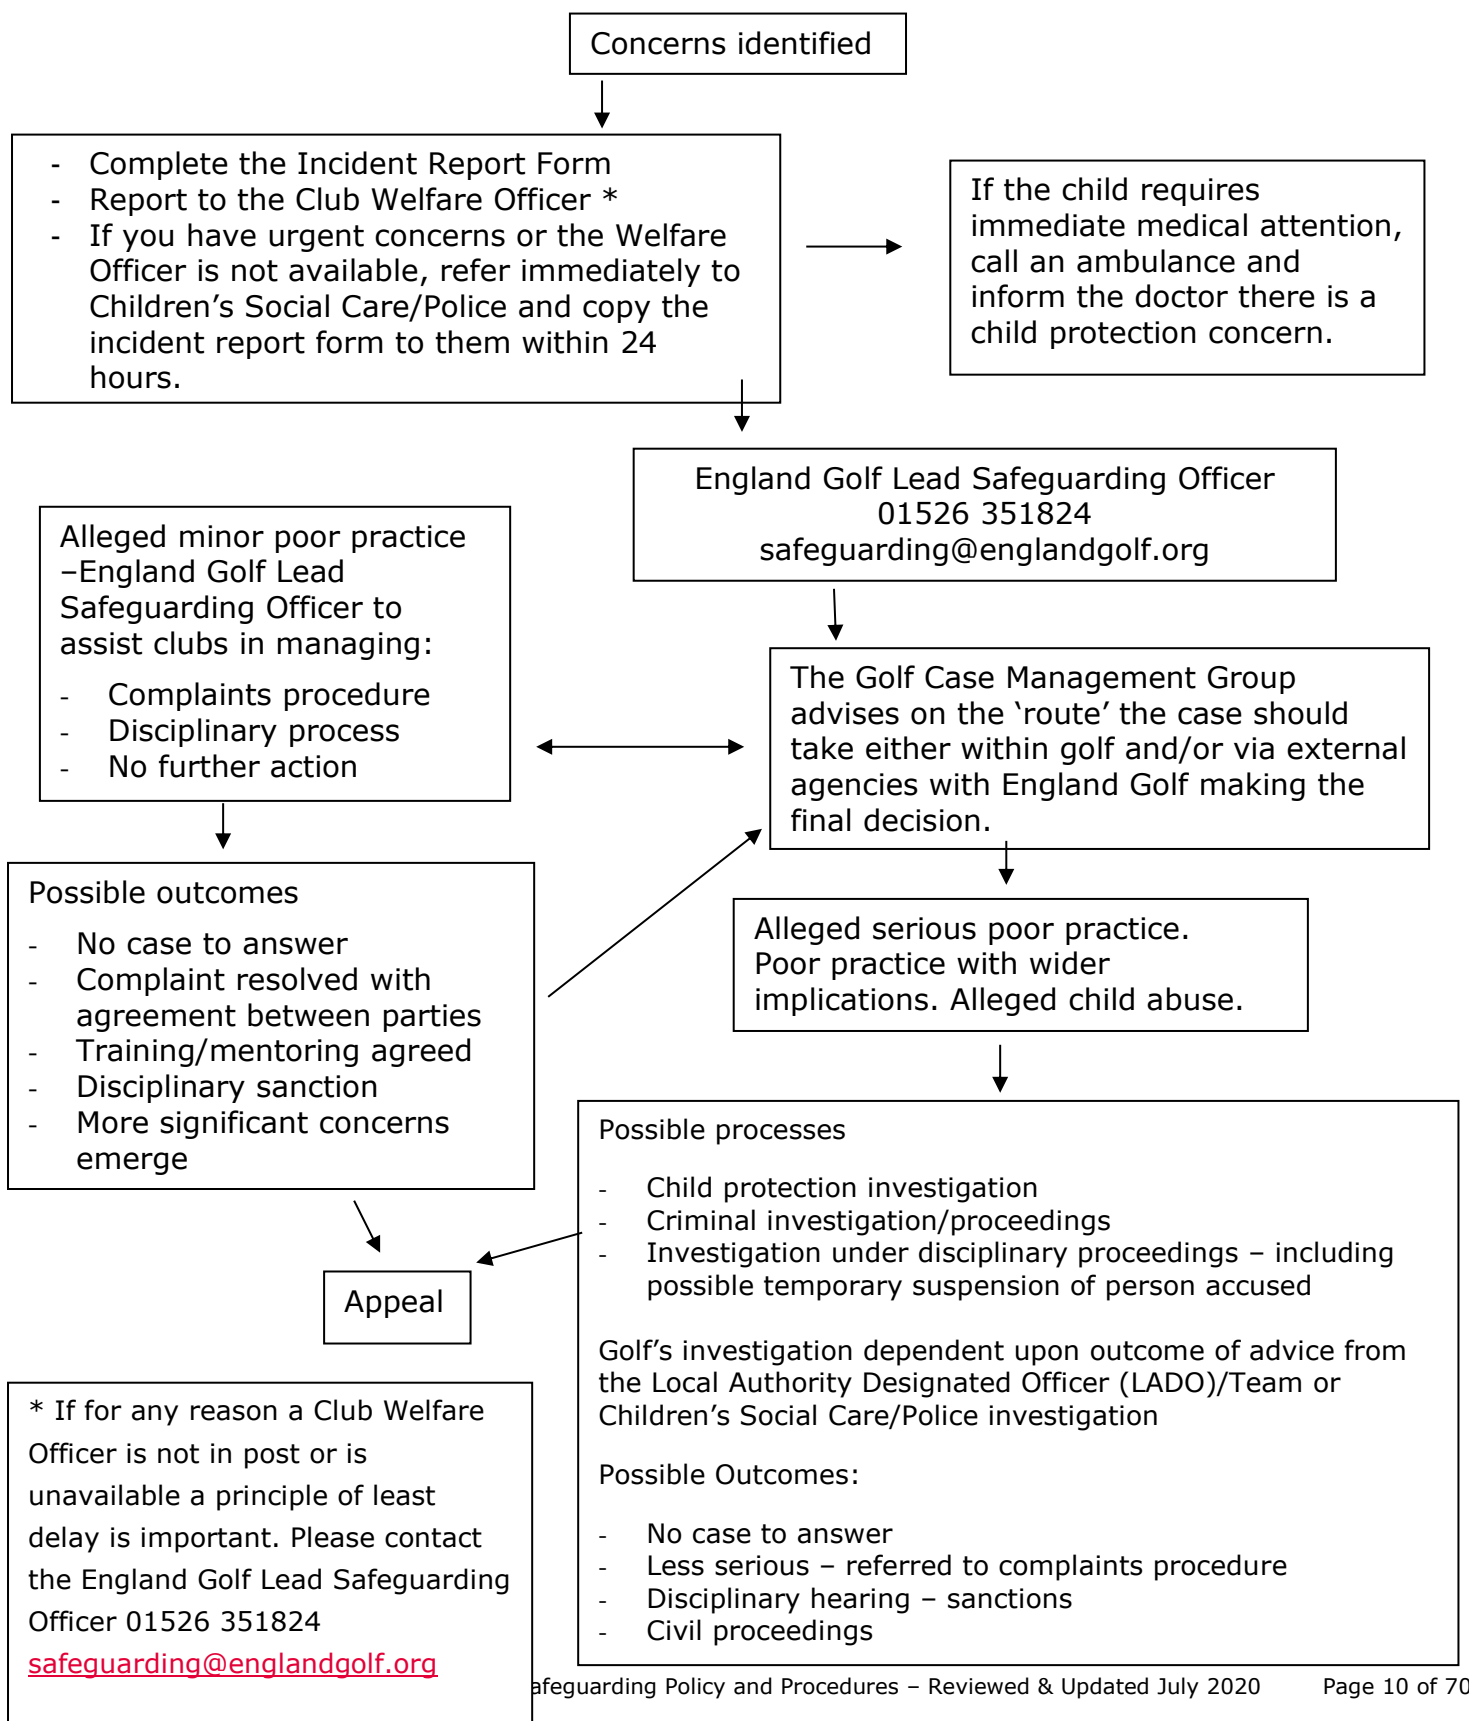 Concerns identified
- Complete the Incident Report Form
- Report to the Club Welfare Officer *
- If you have urgent concerns or the Welfare
Officer is not available, refer immediately to
Children’s Social Care/Police and copy the
incident report form to them within 24
hours.
If the child requires
immediate medical attention,
call an ambulance and
inform the doctor there is a
child protection concern.
England Golf Lead Safeguarding Officer
01526 351824
safeguarding@englandgolf.org
Alleged minor poor practice
–England Golf Lead
Safeguarding Officer to
assist clubs in managing:
- Complaints procedure
- Disciplinary process
- No further action
The Golf Case Management Group
advises on the ‘route’ the case should
take either within golf and/or via external
agencies with England Golf making the
final decision.
Possible outcomes
- No case to answer
- Complaint resolved with
agreement between parties
- Training/mentoring agreed
- Disciplinary sanction
- More significant concerns
emerge
Alleged serious poor practice.
Poor practice with wider
implications. Alleged child abuse.
Possible processes
- Child protection investigation
- Criminal investigation/proceedings
- Investigation under disciplinary proceedings – including
possible temporary suspension of person accused
Golf’s investigation dependent upon outcome of advice from
the Local Authority Designated Officer (LADO)/Team or
Children’s Social Care/Police investigation
Possible Outcomes:
- No case to answer
- Less serious – referred to complaints procedure
- Disciplinary hearing – sanctions
- Civil proceedings
Appeal
* If for any reason a Club Welfare
Officer is not in post or is
unavailable a principle of least
delay is important. Please contact
the England Golf Lead Safeguarding
Officer 01526 351824
safeguarding@englandgolf.org
afeguarding Policy and Procedures – Reviewed & Updated July 2020 Page 10 of 70